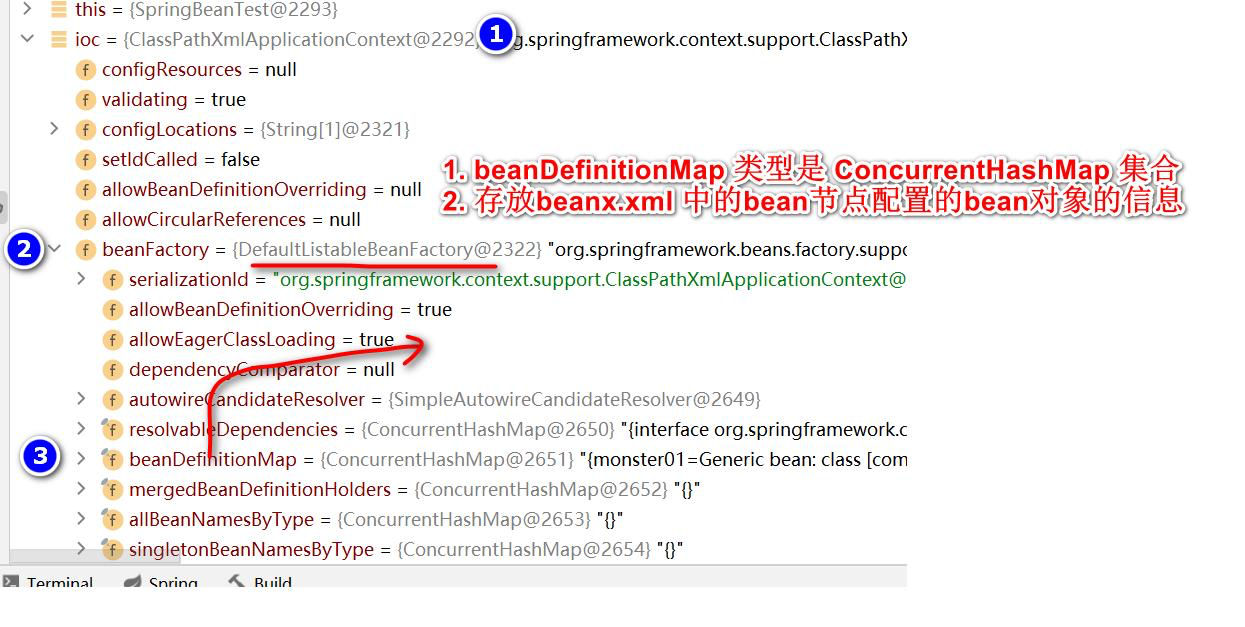 this = {SpringBeanTest@2293}
ioc = {ClassPathXmlApplicationContext@2292 1 g.springframework.context.support.ClassPathX
configResources = null
validating = true
configLocations = {String[1]@2321}
setIdCalled = false
1. beanDefinitionMap 类型是 ConcurrentHashMap 集合
allowBeanDefinitionOverriding = null
2. 存放beanx.xml 中的bean节点配置的bean对象的信息
allowCircularReferences = null
2 beanFactory = {DefaultListableBeanFactory@2322} "org.springframework.beans.factory.suppo
serializationId = "org.springframework.context.support.ClassPathXmlApplicationContext@
allowBeanDefinitionOverriding = true
allowEagerClassLoading = true
dependencyComparator = null
autowireCandidateResolver = {SimpleAutowireCandidateResolver@2649}
resolvableDependencies = {ConcurrentHashMap@2650} "{interface org.springframework.c
3 beanDefinitionMap = {ConcurrentHashMap@2651} "{monster01=Generic bean: class [com
mergedBeanDefinitionHolders = {ConcurrentHashMap@2652} "{}"
allBeanNamesByType = {ConcurrentHashMap@2653} "{}"
singletonBeanNamesByType = {ConcurrentHashMap@2654} "{}"
Terminal Spring Build